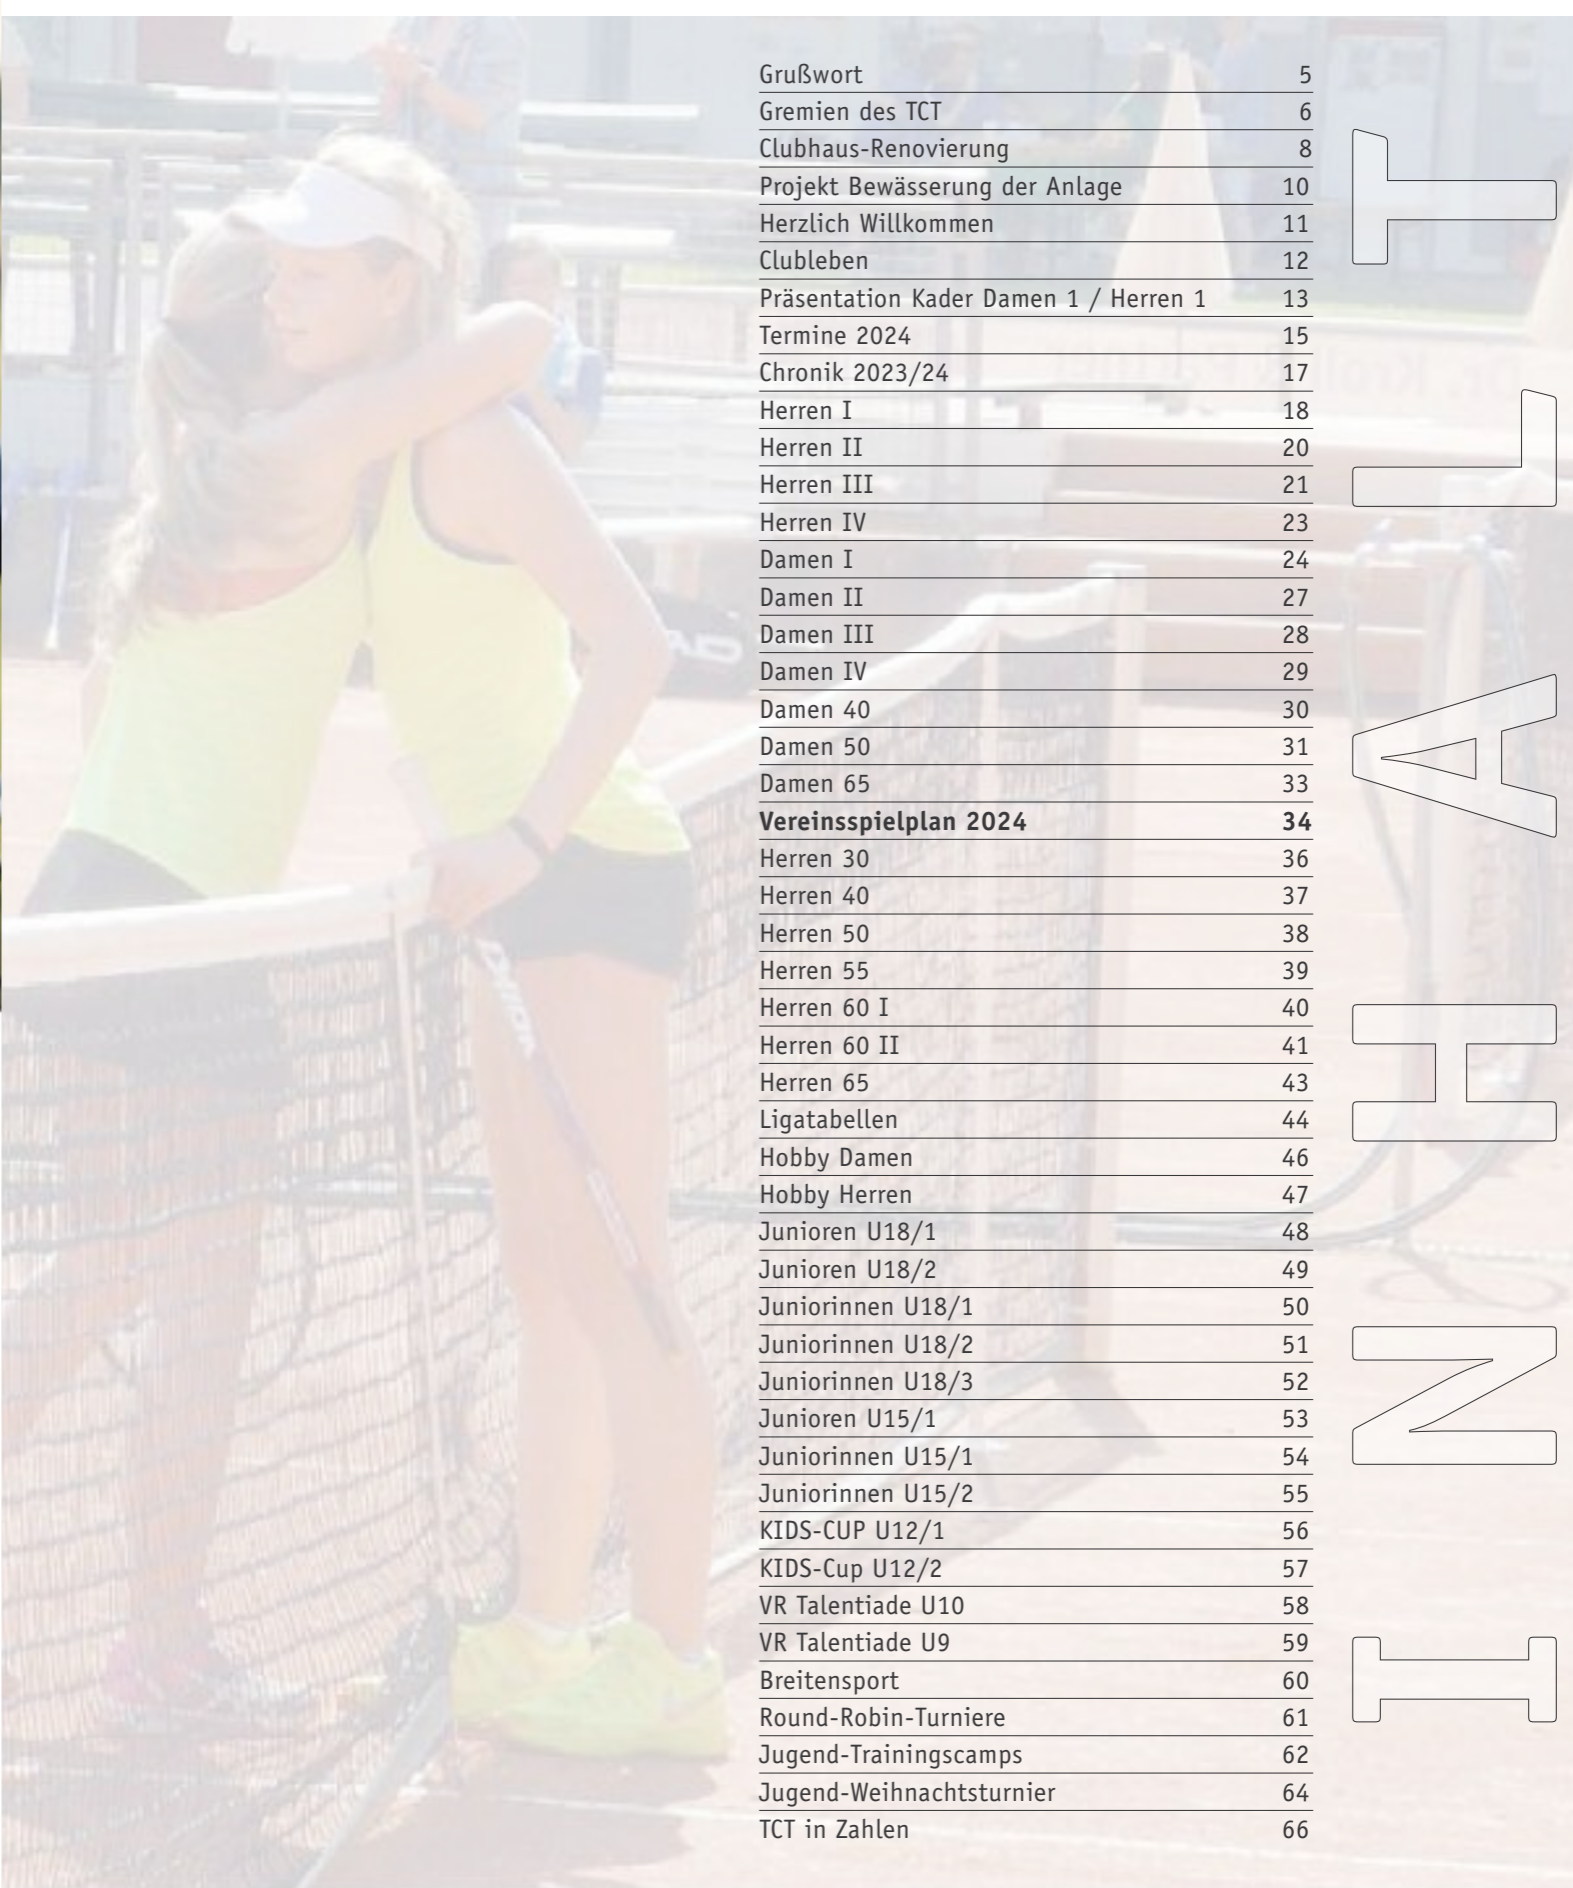 Grußwort 5
Gremien des TCT 6
Clubhaus-Renovierung 8
Projekt Bewässerung der Anlage 10
Herzlich Willkommen 11
Clubleben 12
Präsentation Kader Damen 1 / Herren 1 13
Termine 2024 15
Chronik 2023/24 17
Herren I 18
Herren II 20
Herren III 21
Herren IV 23
Damen I 24
Damen II 27
Damen III 28
Damen IV 29
Damen 40 30
Damen 50 31
Damen 65 33
Vereinsspielplan 2024 34
Herren 30 36
Herren 40 37
Herren 50 38
Herren 55 39
Herren 60 I 40
Herren 60 II 41
Herren 65 43
Ligatabellen 44
Hobby Damen 46
Hobby Herren 47
Junioren U18/1 48
Junioren U18/2 49
Juniorinnen U18/1 50
Juniorinnen U18/2 51
Juniorinnen U18/3 52
Junioren U15/1 53
Juniorinnen U15/1 54
Juniorinnen U15/2 55
KIDS-CUP U12/1 56
KIDS-Cup U12/2 57
VR Talentiade U10 58
VR Talentiade U9 59
Breitensport 60
Round-Robin-Turniere 61
Jugend-Trainingscamps 62
Jugend-Weihnachtsturnier 64
TCT in Zahlen 66
INHALT